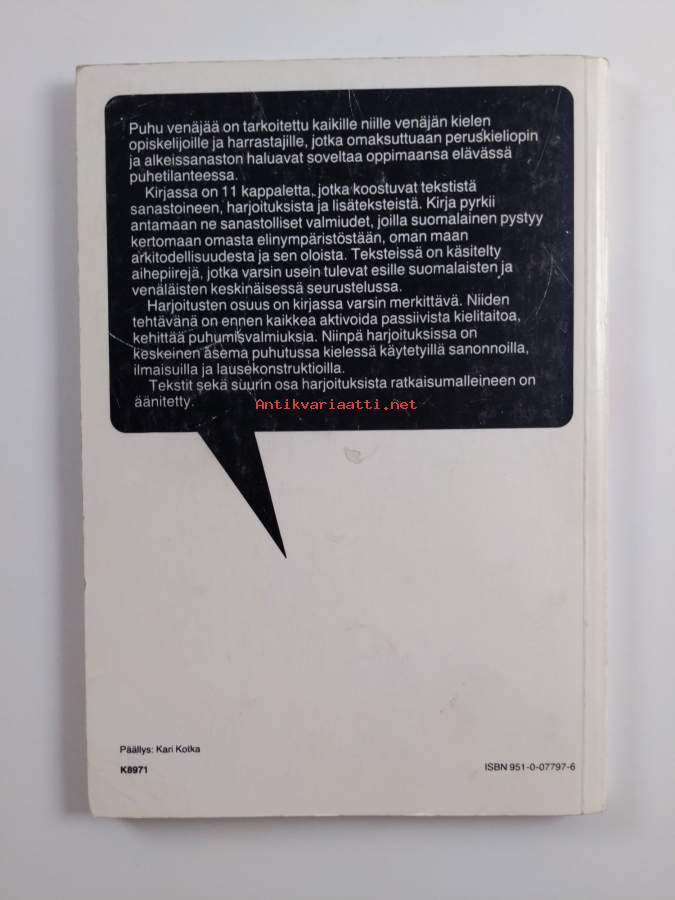 Puhu venäjää on tarkoitettu kaikille niille venäjän kielen
opiskelijoille ja harrastajille, jotka omaksuttuaan peruskieliopin
ja alkeissanaston haluavat soveltaa oppimaansa elävässä
puhetilanteessa.
Kirjassa on 11 kappaletta, jotka koostuvat tekstistä
sanastoineen, harjoituksista ja lisäteksteistä. Kirja pyrkii
antamaan ne sanastolliset valmiudet, joilla suomalainen pystyy
kertomaan omasta elinympäristöstään, oman maan
arkitodellisuudesta ja sen oloista. Teksteissä on käsitelty
aihepiirejä, jotka varsin usein tulevat esille suomalaisten ja
venäläisten keskinäisessä seurustelussa.
Harjoitusten osuus on kirjassa varsin merkittävä. Niiden
tehtävänä on ennen kaikkea aktivoida passiivista kielitaitoa,
kehittää puhumisvalmiuksia. Niinpä harjoituksissa on
keskeinen asema puhutussa kielessä käytetyillä sanonnoilla,
ilmaisuilla ja lausekonstruktioilla.
Tekstit sekä suurin osa harjoituksista ratkaisumalleineen on
äänitetty.
Antikvariaatti.net
Päällys: Kari Kotka
K8971
ISBN 951-0-07797-6